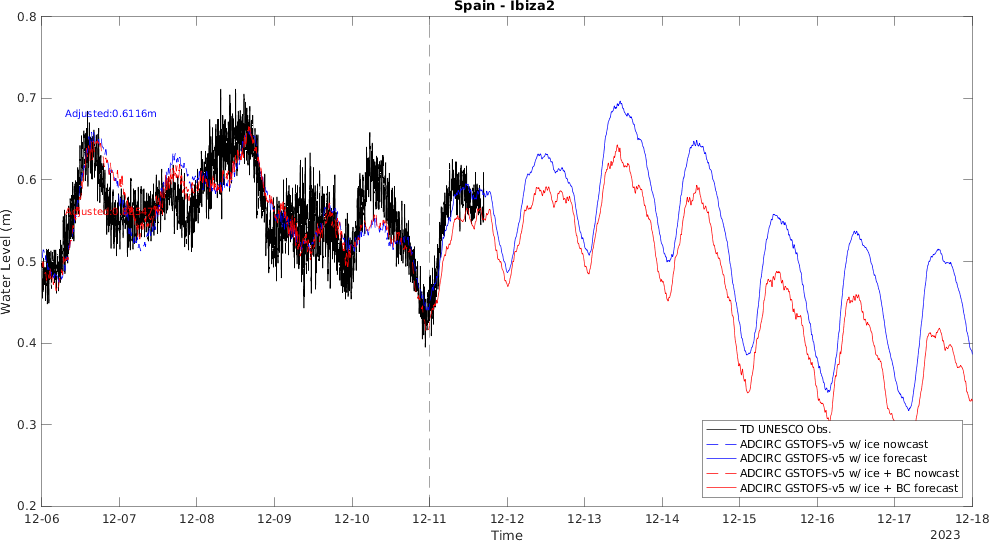 Spain - Ibiza2
0.8
0.7
0.6
0.5
0.4
0.3
0.2
Water Level (m)
Adjusted:0.6116m
12-06
12-07
12-08
12-09
12-10
12-11
12-12
12-13
12-14
12-15
12-16
12-17
12-18
Time
2023
TD UNESCO Obs.
ADCIRC GSTOFS-v5 w/ ice nowcast
ADCIRC GSTOFS-v5 w/ ice forecast
ADCIRC GSTOFS-v5 w/ ice + BC nowcast
ADCIRC GSTOFS-v5 w/ ice + BC forecast